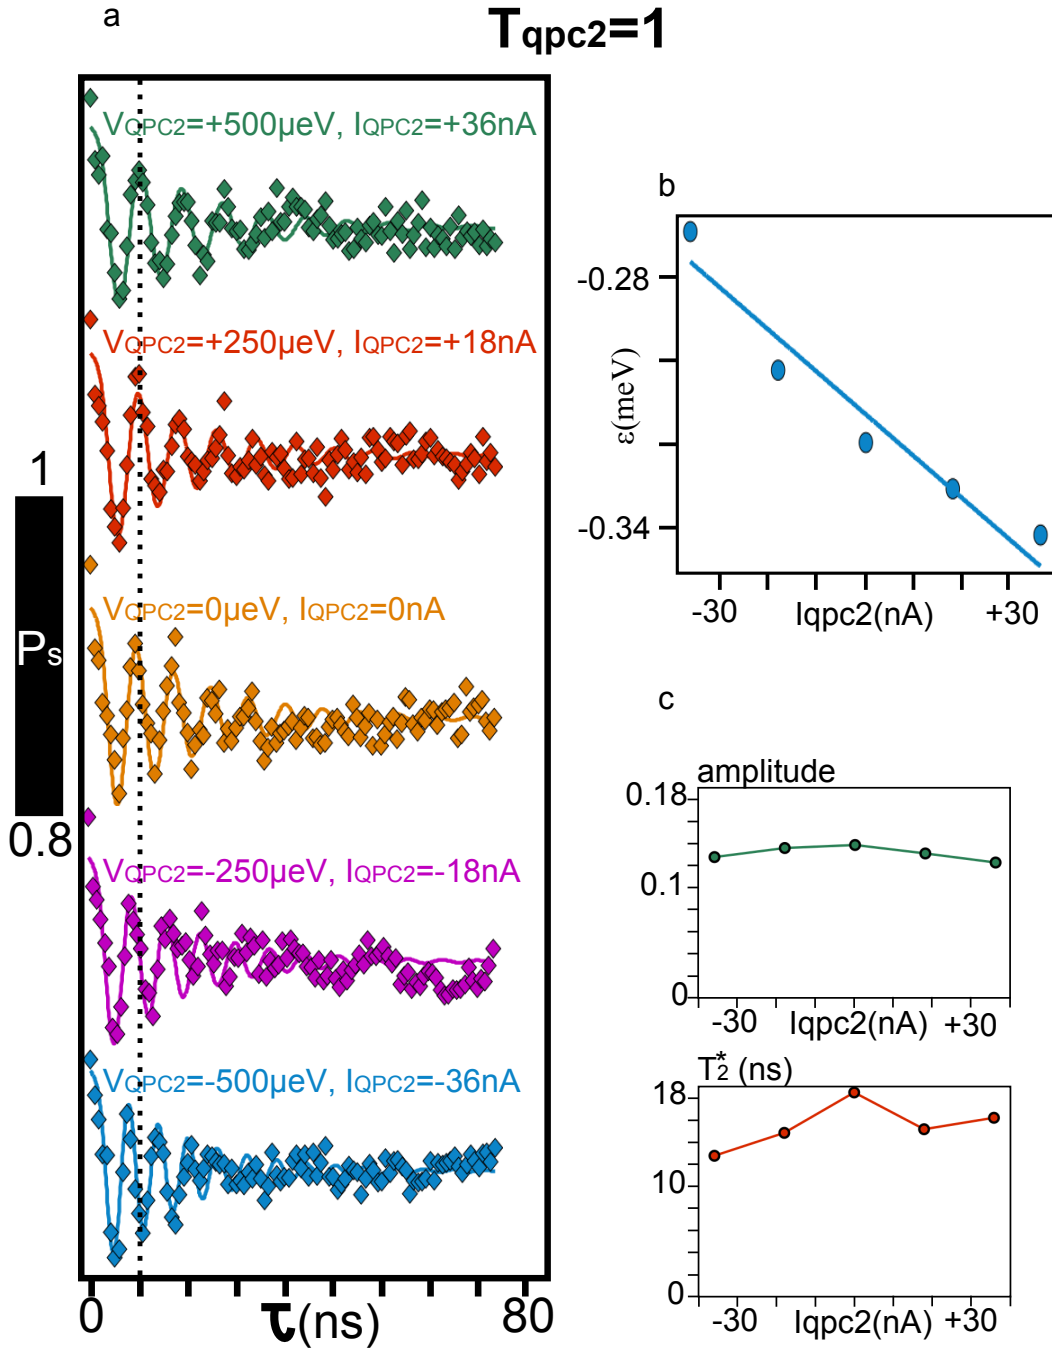 a
Tqpc2=1
VQPC2=+500µeV, IQPC2=+36nA
VQPC2=+250µeV, IQPC2=+18nA
VQPC2=0µeV, IQPC2=0nA
VQPC2=-250µeV, IQPC2=-18nA
VQPC2=-500µeV, IQPC2=-36nA
1
Ps
0.8
0
τ(ns)
80
b
-0.28
ε(meV)
-0.34
-30
Iqpc2(nA)
+30
c
amplitude
0.18
0.1
0
-30
Iqpc2(nA)
+30
T2* (ns)
18
10
0
-30
Iqpc2(nA)
+30